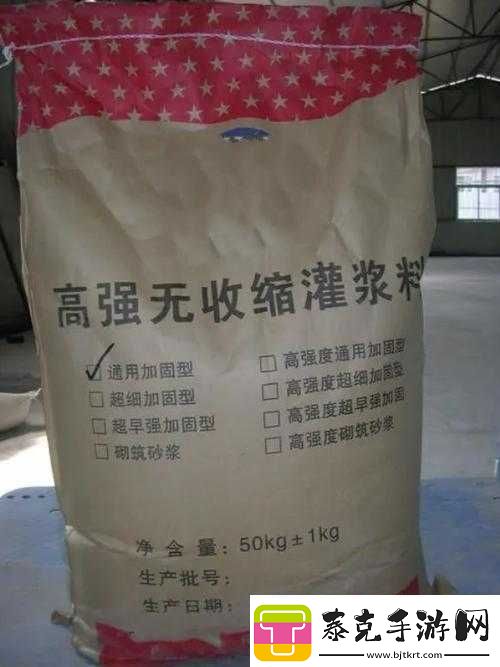 高强无收缩灌浆料
☑ 通用加固型
□ 超细加固型
□ 超早强加固型
□ 砌筑砂浆
□ 高强度通用加固型
□ 高强度超细加固型
□ 高强度超早强加固
□ 高强度砌筑砂浆
净 含 量：50kg±1kg
生产批号：
生产日期：
泰克手游网
www.bjtkrt.com